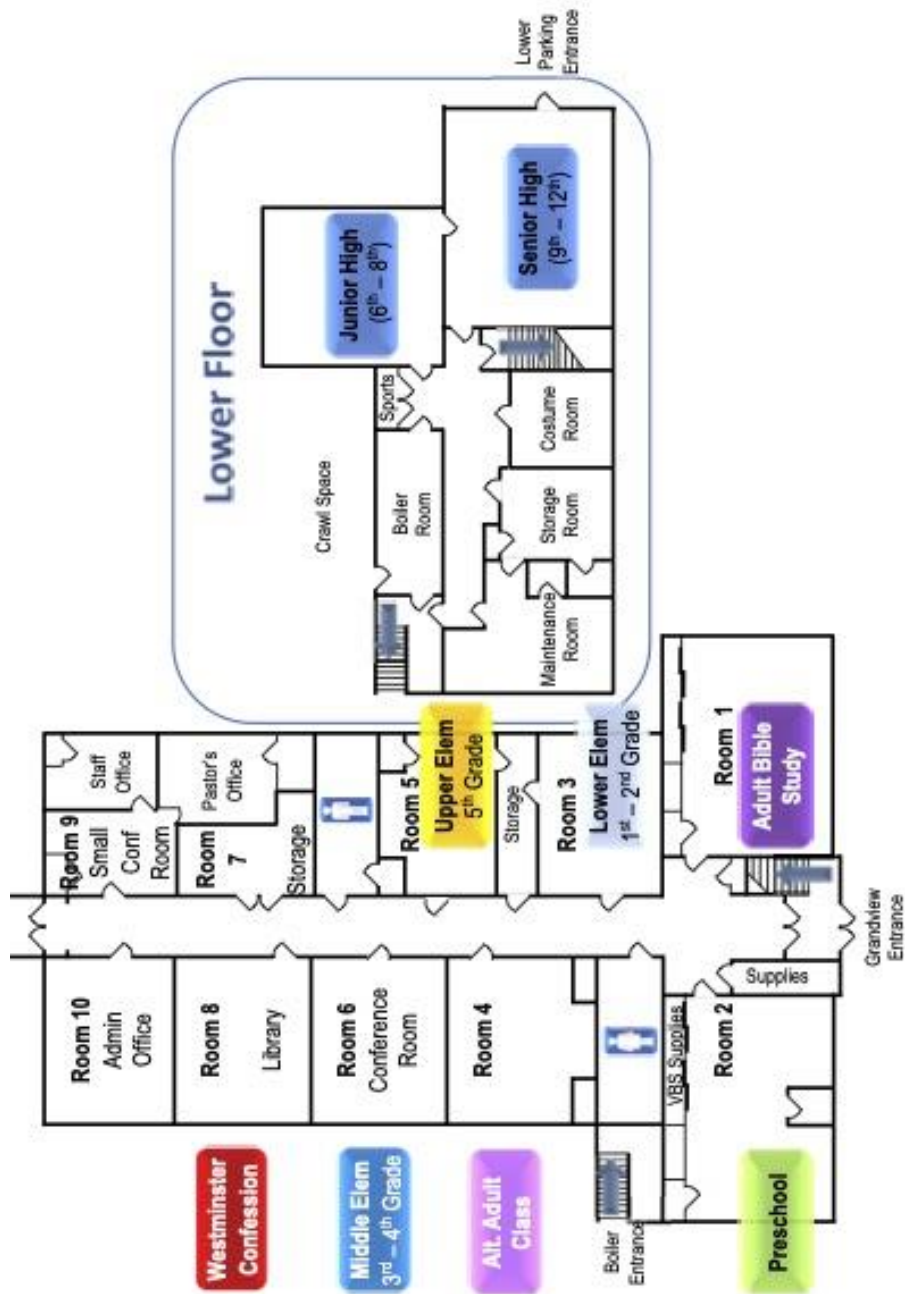 Lower Floor
Lower
Parking
Entrance
Junior High
(6th – 8th)
Senior High
(9th – 12th)
Sports
Costume
Room
Crawl Space
Boiler
Room
Storage
Room
Maintenance
Room
Staff
Office
Pastor's
Office
Room 9
Small
Conf
Room
Room
7
Storage
Room 5
Upper Elem
5th Grade
Storage
Room 3
Lower Elem
1st – 2nd Grade
Room 1
Adult Bible
Study
Grandview
Entrance
Room 10
Admin
Office
Room 8
Library
Room 6
Conference
Room
Room 4
VBS Supplies
Room 2
Supplies
Westminster
Confession
Middle Elem
3rd – 4th Grade
Alt. Adult
Class
Boiler
Entrance
Preschool